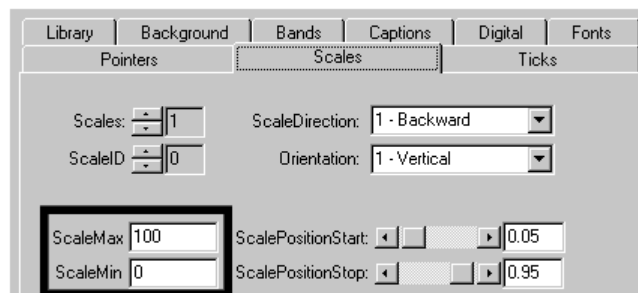 Library Background Bands Captions Digital Fonts
Pointers Scales Ticks
Scales: 1 ScaleDirection: 1 - Backward
ScaleID 0 Orientation: 1 - Vertical
ScaleMax 100 ScalePositionStart: 0.05
ScaleMin 0 ScalePositionStop: 0.95